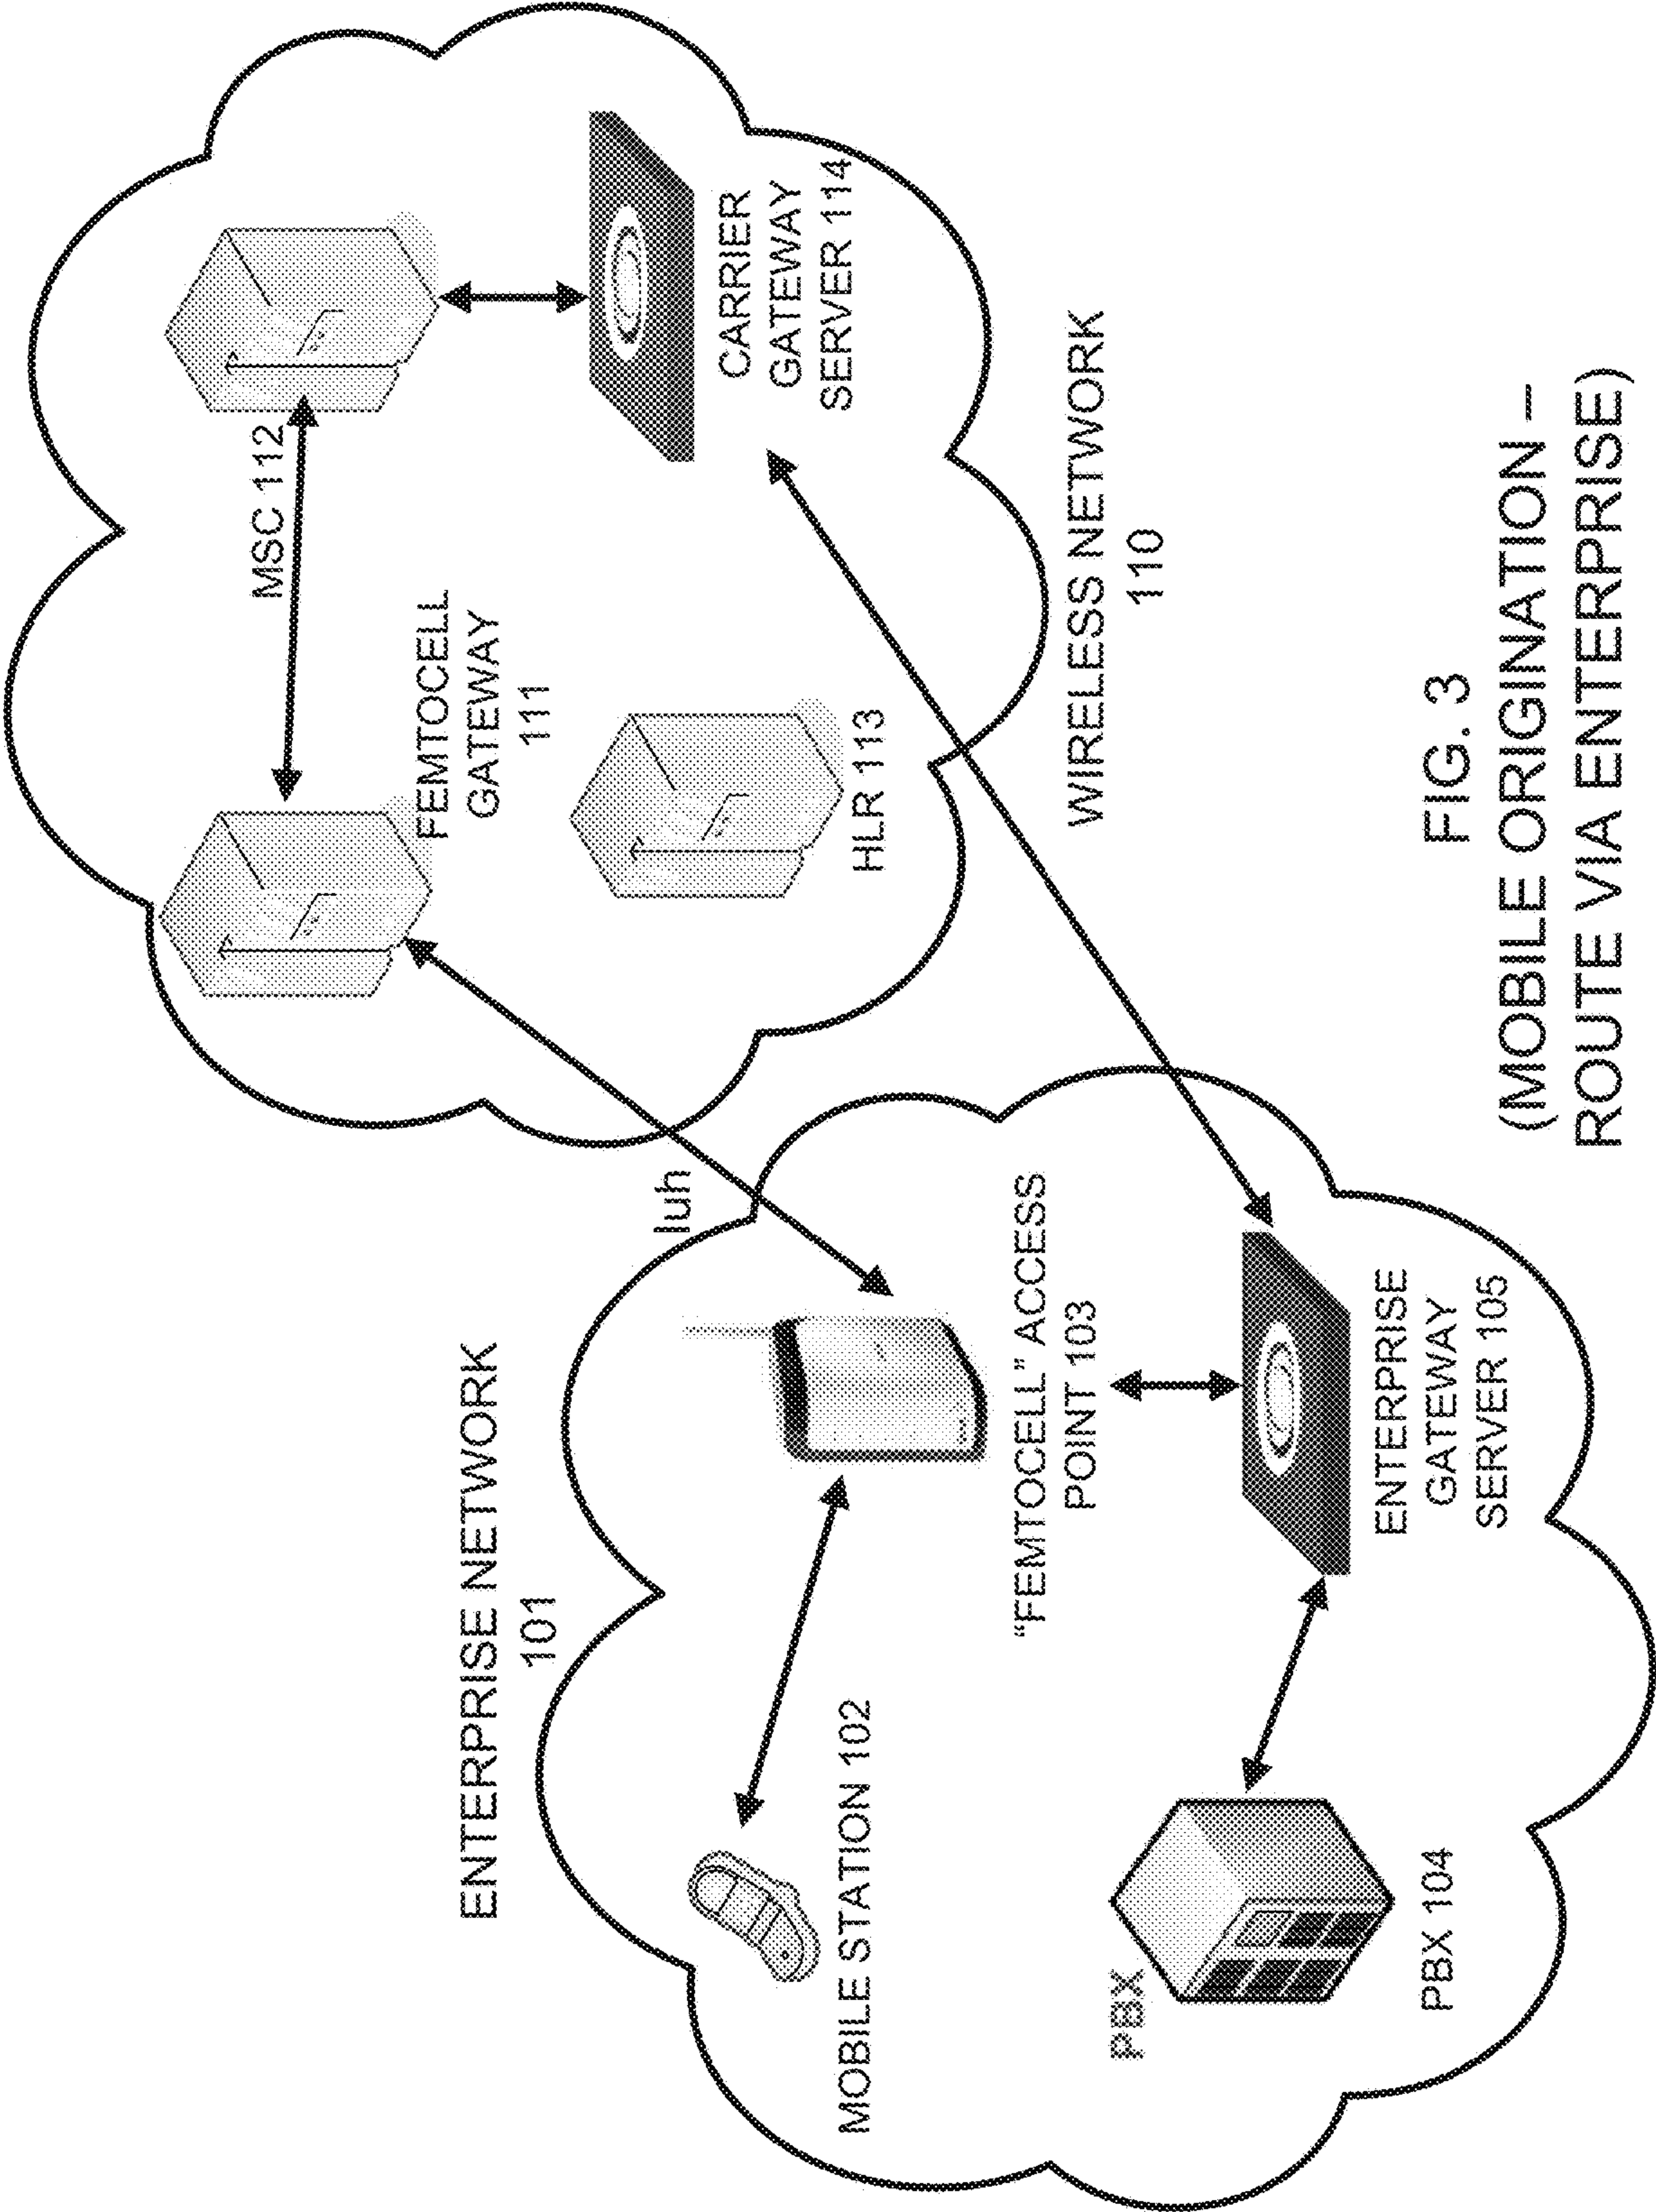 ENTERPRISE NETWORK
101
MOBILE STATION 102
"FEMTOCELL" ACCESS
POINT 103
PBX
PBX 104
ENTERPRISE
GATEWAY
SERVER 105
Iuh
MSC 112
FEMTOCELL
GATEWAY
111
HLR 113
CARRIER
GATEWAY
SERVER 114
WIRELESS NETWORK
110
FIG. 3
(MOBILE ORIGINATION –
ROUTE VIA ENTERPRISE)